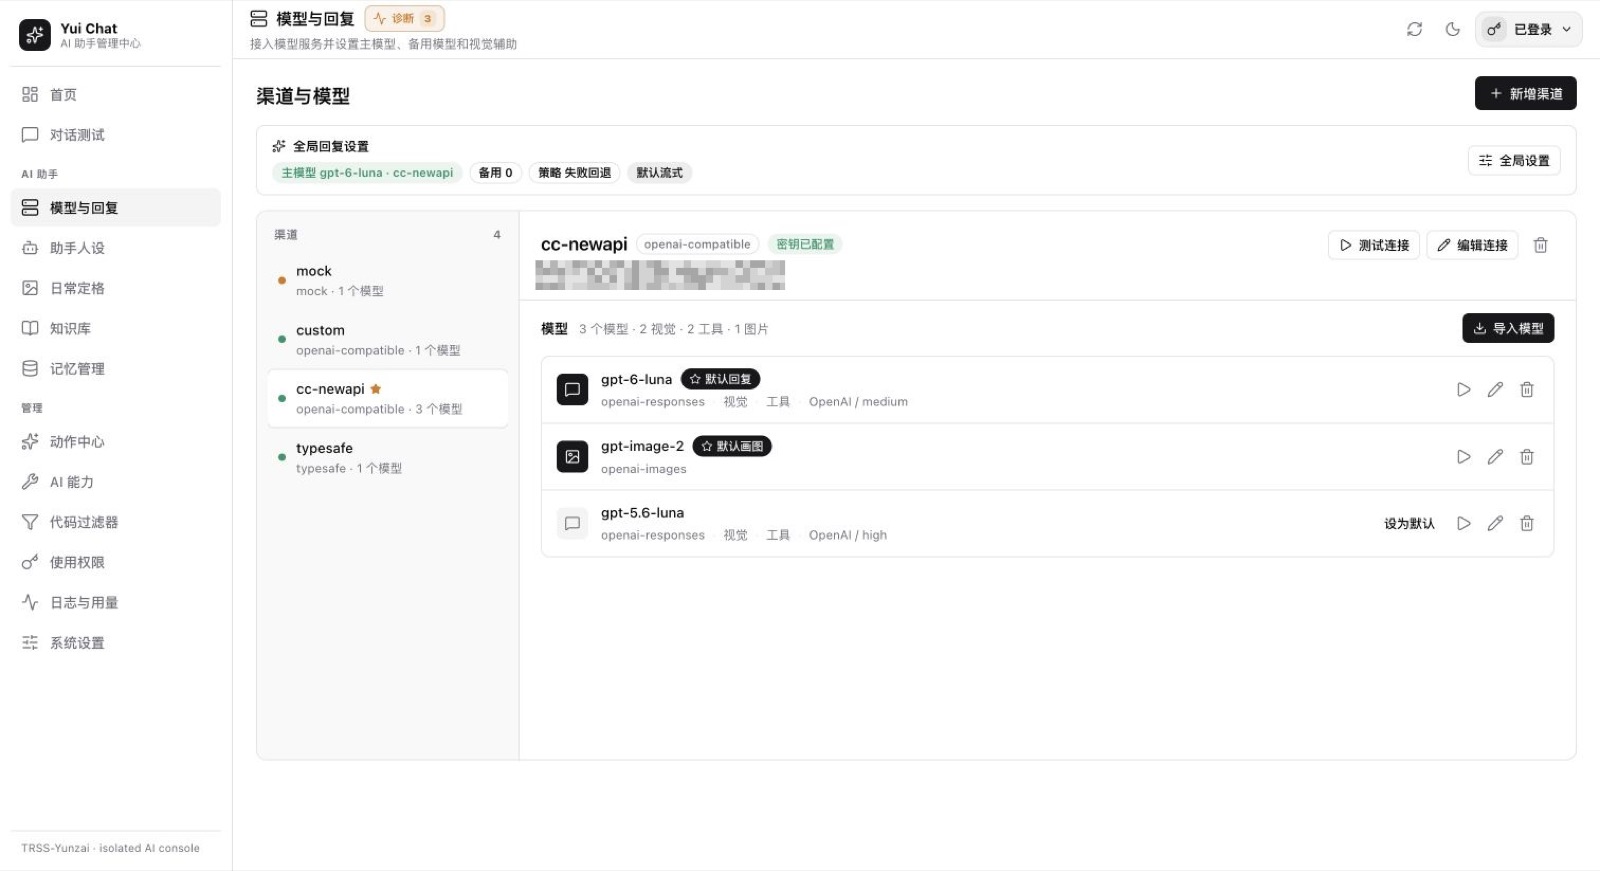 Yui Chat
AI 助手管理中心
首页
对话测试
AI 助手
模型与回复
助手人设
日常定格
知识库
记忆管理
管理
动作中心
AI 能力
代码过滤器
使用权限
日志与用量
系统设置
TRSS-Yunzai · isolated AI console
模型与回复 诊断 3
接入模型服务并设置主模型、备用模型和视觉辅助
已登录
渠道与模型
新增渠道
全局回复设置
主模型 gpt-6-luna · cc-newapi 备用 0 策略 失败回退 默认流式
全局设置
渠道 4
mock
mock · 1 个模型
custom
openai-compatible · 1 个模型
cc-newapi
openai-compatible · 3 个模型
typesafe
typesafe · 1 个模型
cc-newapi openai-compatible 密钥已配置
测试连接 编辑连接
模型 3 个模型 · 2 视觉 · 2 工具 · 1 图片
导入模型
gpt-6-luna 默认回复
openai-responses 视觉 工具 OpenAI / medium
gpt-image-2 默认画图
openai-images
gpt-5.6-luna
openai-responses 视觉 工具 OpenAI / high
设为默认